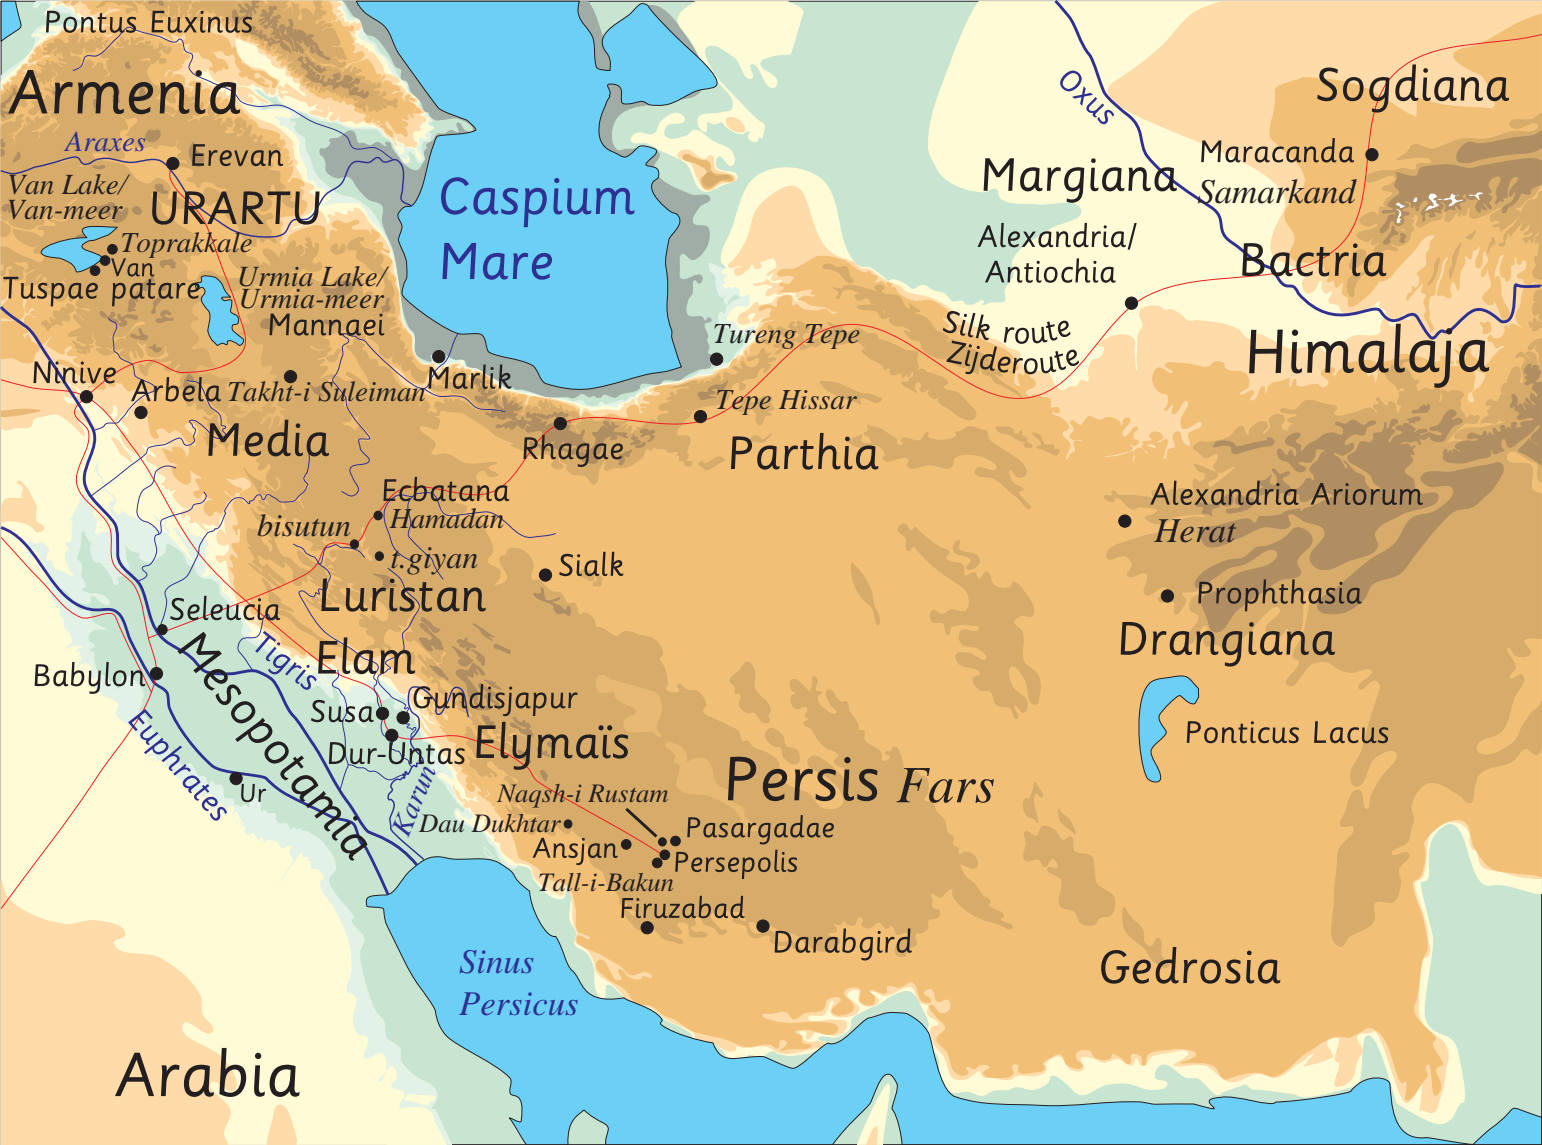 Pontus Euxinus
Armenia
Araxes
Erevan
Van Lake/
Van-meer
URARTU
Toprakkale
Van
Tuspae patare
Urmia Lake/
Urmia-meer
Mannaei
Caspium
Mare
Oxus
Sogdiana
Maracanda
Samarkand
Margiana
Alexandria/
Antiochia
Bactria
Silk route
Zijderoute
Himalaja
Tureng Tepe
Tepe Hissar
Ninive
Arbela
Takht-i Suleiman
Marlik
Media
Rhagae
Parthia
Ecbatana
Hamadan
bisutun
t.giyan
Sialk
Luristan
Alexandria Ariorum
Herat
Prophthasia
Drangiana
Seleucia
Tigris
Elam
Babylon
Mesopotamia
Gundisjapur
Susa
Dur-Untas
Elymaïs
Ponticus Lacus
Euphrates
Ur
Karun
Persis
Fars
Naqsh-i Rustam
Dau Dukhtar
Pasargadae
Ansjan
Persepolis
Tall-i-Bakun
Firuzabad
Darabgird
Sinus
Persicus
Gedrosia
Arabia